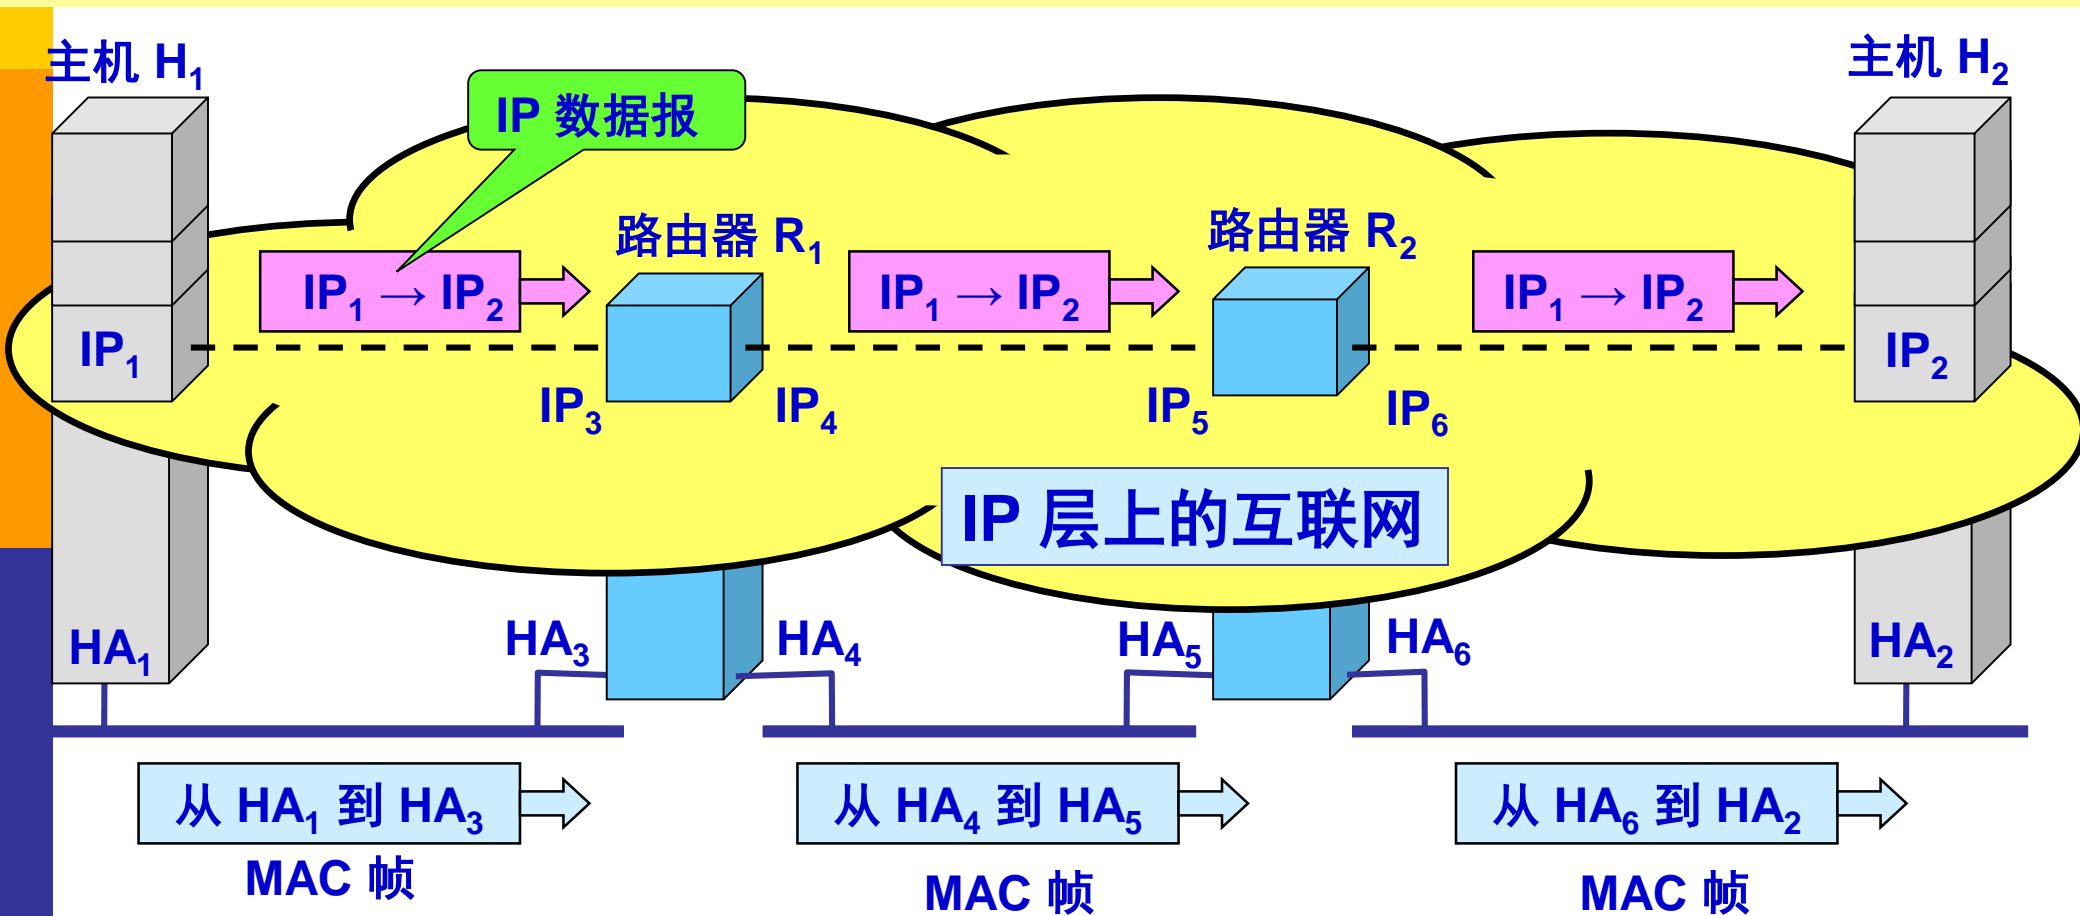 主机 H₁
主机 H₂
IP 数据报
路由器 R₁
路由器 R₂
IP₁ → IP₂
IP₁ → IP₂
IP₁ → IP₂
IP₁
IP₂
IP₃
IP₄
IP₅
IP₆
IP 层上的互联网
HA₁
HA₃
HA₄
HA₅
HA₆
HA₂
从 HA₁ 到 HA₃
从 HA₄ 到 HA₅
从 HA₆ 到 HA₂
MAC 帧
MAC 帧
MAC 帧